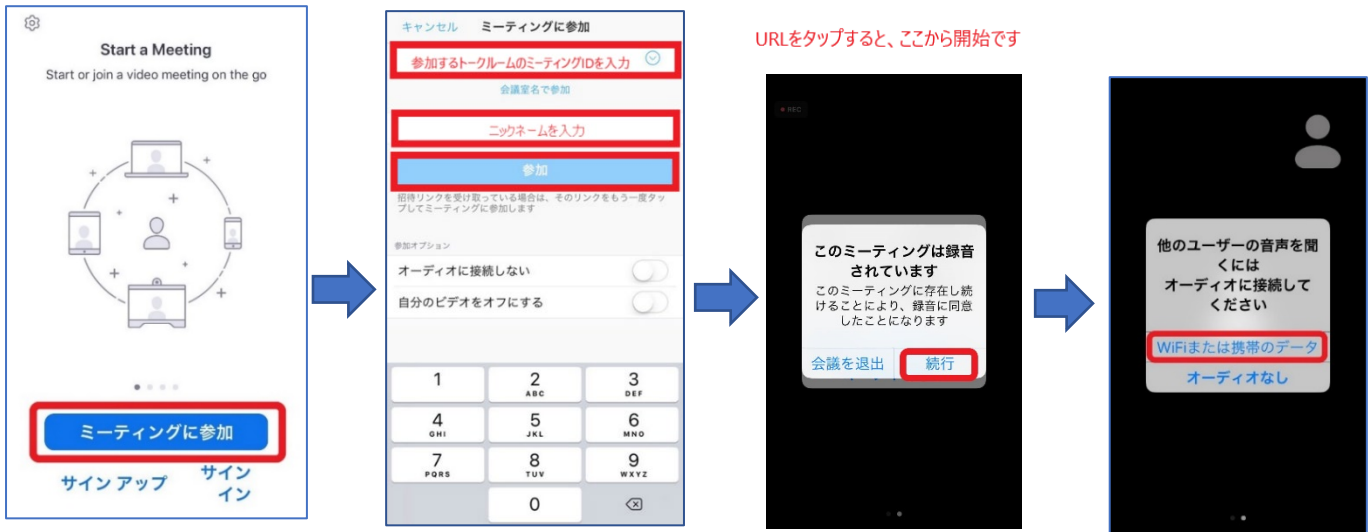 Start a Meeting
Start or join a video meeting on the go
ミーティングに参加
サイン アップ
サイン
イン
キャンセル ミーティングに参加
参加するトークルームのミーティングIDを入力
会議室名で参加
ニックネームを入力
参加
招待リンクを受け取っている場合は、そのリンクをもう一度タッ
プしてミーティングに参加します
参加オプション
オーディオに接続しない
自分のビデオをオフにする
1 2 3
ABC DEF
4 5 6
GHI JKL MNO
7 8 9
PQRS TUV WXYZ
0
URLをタップすると、ここから開始です
REC
このミーティングは録音
されています
このミーティングに存在し続
けることにより、録音に同意
したことになります
会議を退出 続行
他のユーザーの音声を聞
くには
オーディオに接続して
ください
WiFiまたは携帯のデータ
オーディオなし